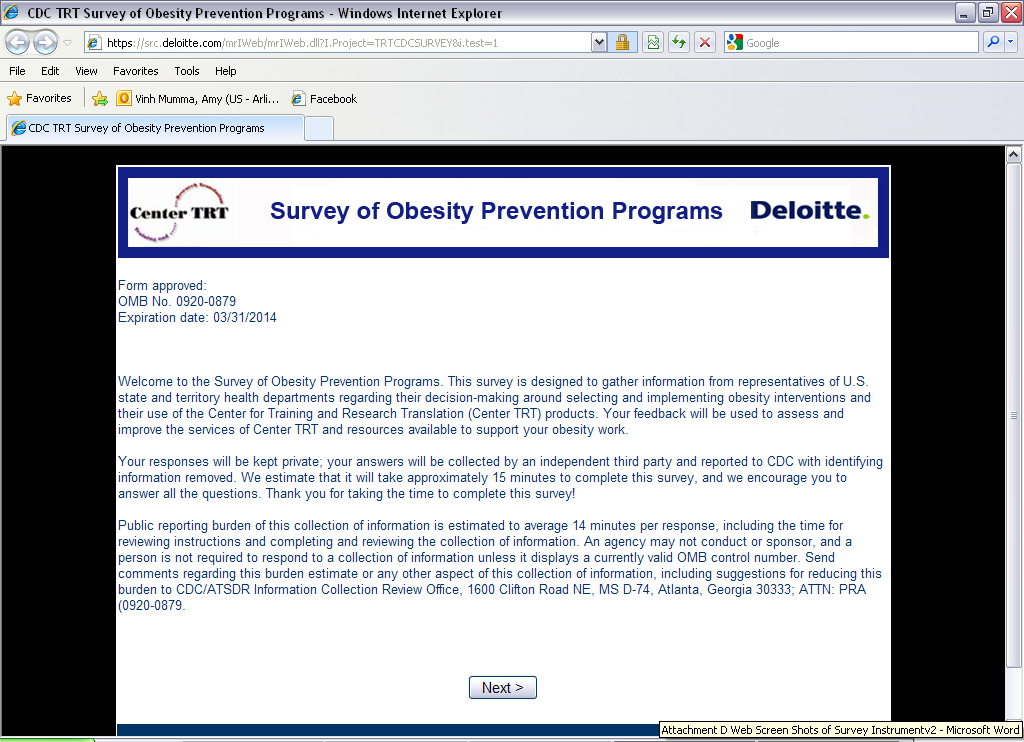 CDC TRT Survey of Obesity Prevention Programs - Windows Internet Explorer
https://src.deloitte.com/mrIWeb/mrIWeb.dll?I.Project=TRTCDCSURVEY&i.test=1
Google
File Edit View Favorites Tools Help
Favorites Vinh Mumma, Amy (US - Arli... Facebook
CDC TRT Survey of Obesity Prevention Programs
Center TRT
Survey of Obesity Prevention Programs
Deloitte.
Form approved:
OMB No. 0920-0879
Expiration date: 03/31/2014
Welcome to the Survey of Obesity Prevention Programs. This survey is designed to gather information from representatives of U.S.
state and territory health departments regarding their decision-making around selecting and implementing obesity interventions and
their use of the Center for Training and Research Translation (Center TRT) products. Your feedback will be used to assess and
improve the services of Center TRT and resources available to support your obesity work.
Your responses will be kept private; your answers will be collected by an independent third party and reported to CDC with identifying
information removed. We estimate that it will take approximately 15 minutes to complete this survey, and we encourage you to
answer all the questions. Thank you for taking the time to complete this survey!
Public reporting burden of this collection of information is estimated to average 14 minutes per response, including the time for
reviewing instructions and completing and reviewing the collection of information. An agency may not conduct or sponsor, and a
person is not required to respond to a collection of information unless it displays a currently valid OMB control number. Send
comments regarding this burden estimate or any other aspect of this collection of information, including suggestions for reducing this
burden to CDC/ATSDR Information Collection Review Office, 1600 Clifton Road NE, MS D-74, Atlanta, Georgia 30333; ATTN: PRA
(0920-0879.
Next >
Attachment D Web Screen Shots of Survey Instrumentv2 - Microsoft Word